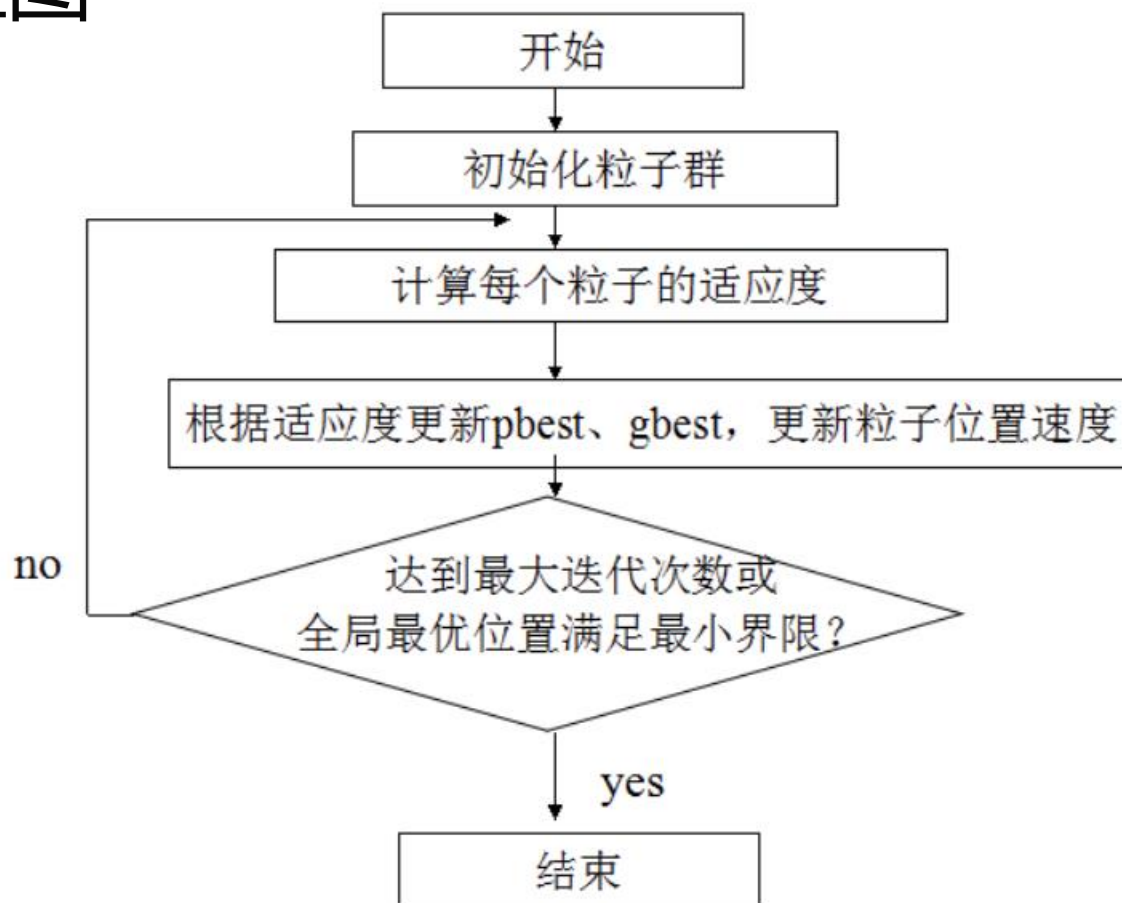 图
开始
初始化粒子群
计算每个粒子的适应度
根据适应度更新pbest、gbest，更新粒子位置速度
no
达到最大迭代次数或
全局最优位置满足最小界限？
yes
结束